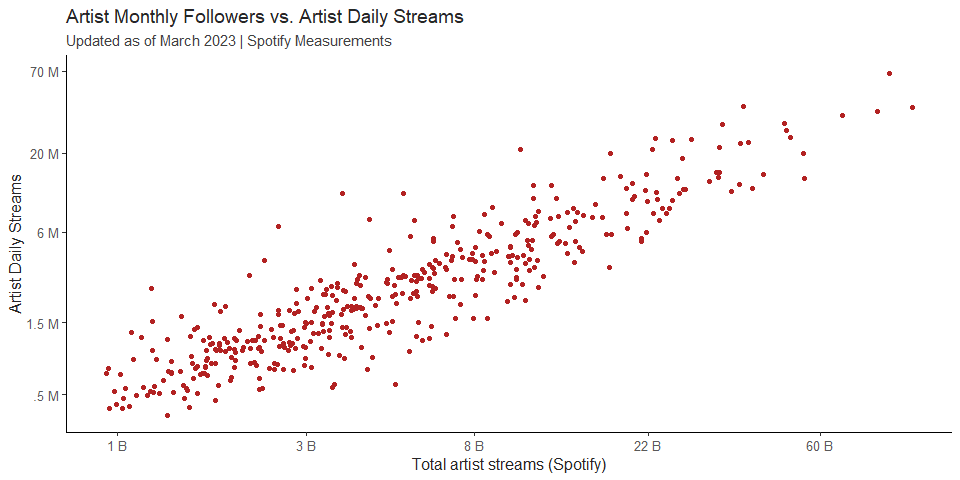 Artist Monthly Followers vs. Artist Daily Streams
Updated as of March 2023 | Spotify Measurements
70 M
20 M
6 M
1.5 M
.5 M
Artist Daily Streams
1 B
3 B
8 B
22 B
60 B
Total artist streams (Spotify)